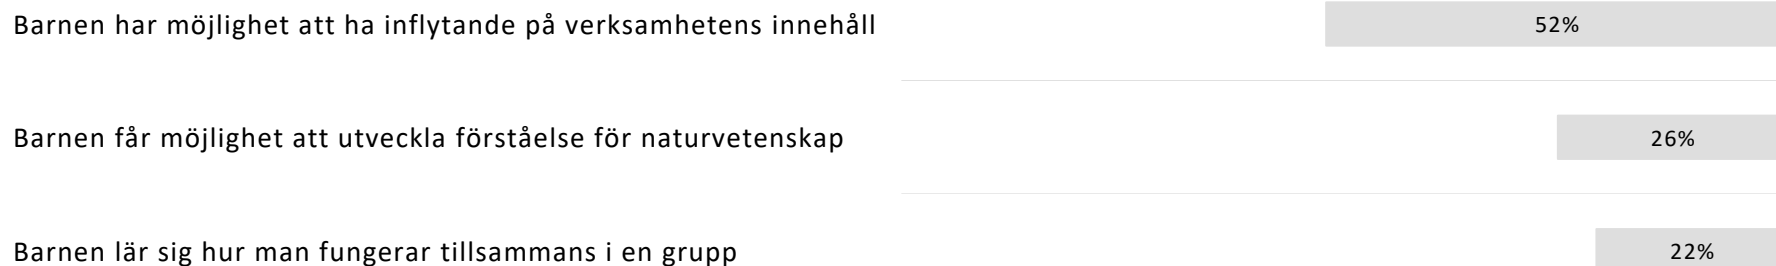 Barnen har möjlighet att ha inflytande på verksamhetens innehåll 52%
Barnen får möjlighet att utveckla förståelse för naturvetenskap 26%
Barnen lär sig hur man fungerar tillsammans i en grupp 22%